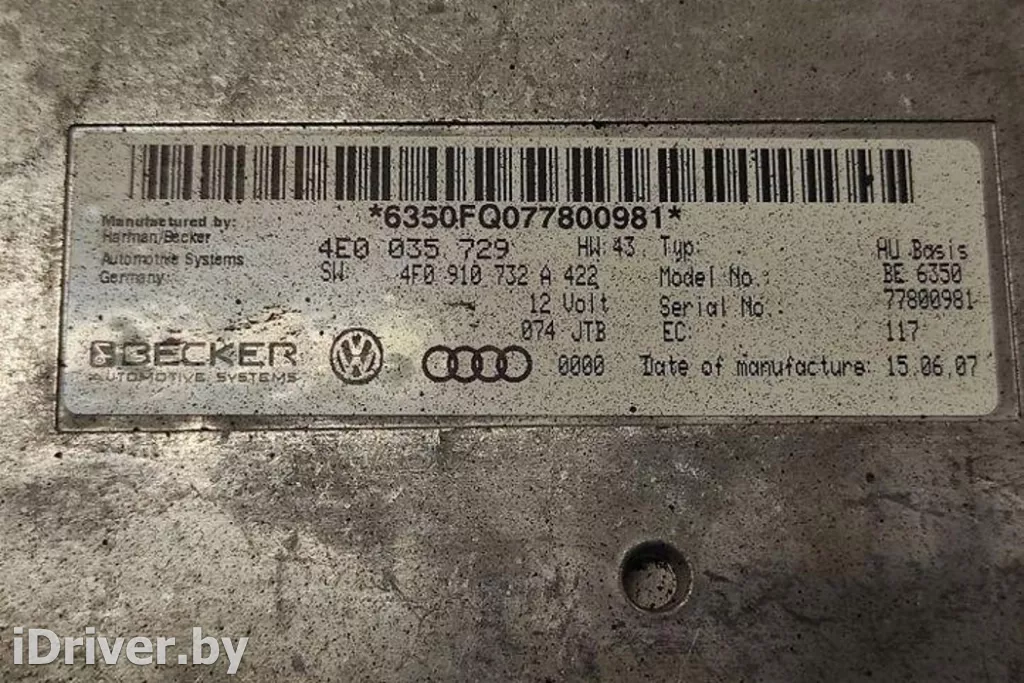 *6350FQ077800981*
Manufactured by:
Harman/Becker
Automotive Systems
Germany
4E0 035 729 HW:43 Typ: HU Basis
SW 4F0 910 732 A 422 Model No.: BE 6350
12 Volt Serial No.: 77800981
074 JTB EC: 117
BECKER
AUTOMOTIVE SYSTEMS
VW
0000 Date of manufacture: 15.06.07
iDriver.by